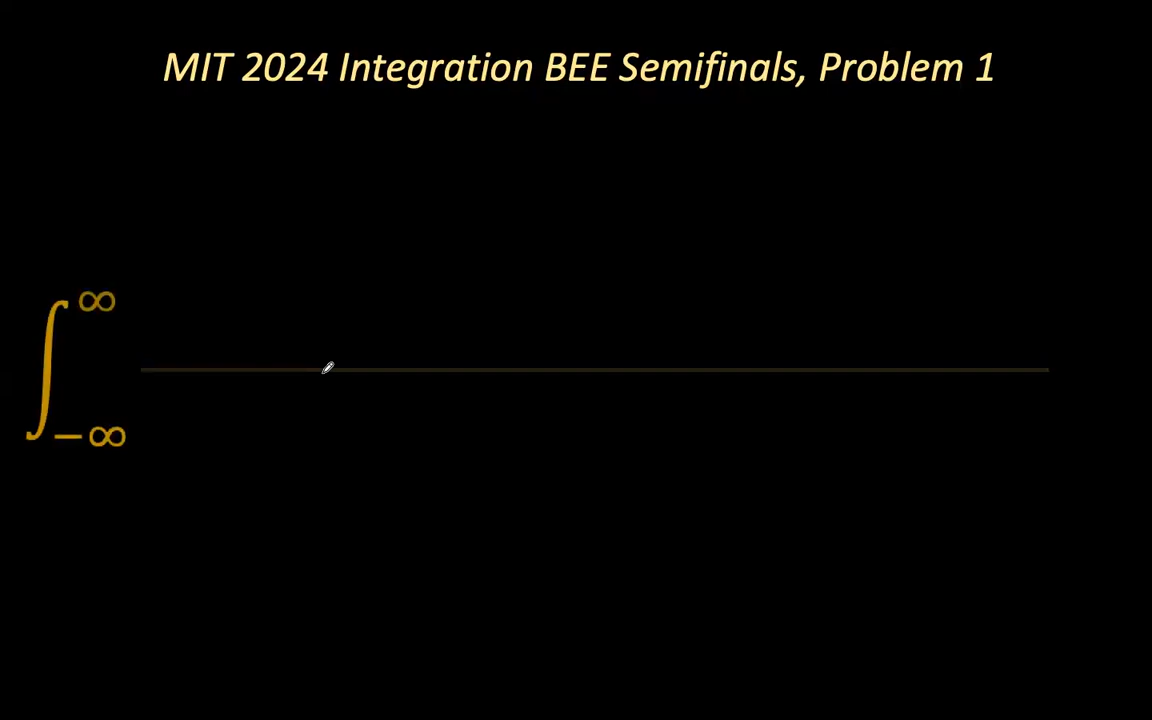 MIT 2024 Integration BEE Semifinals, Problem 1
∫
∞
−∞